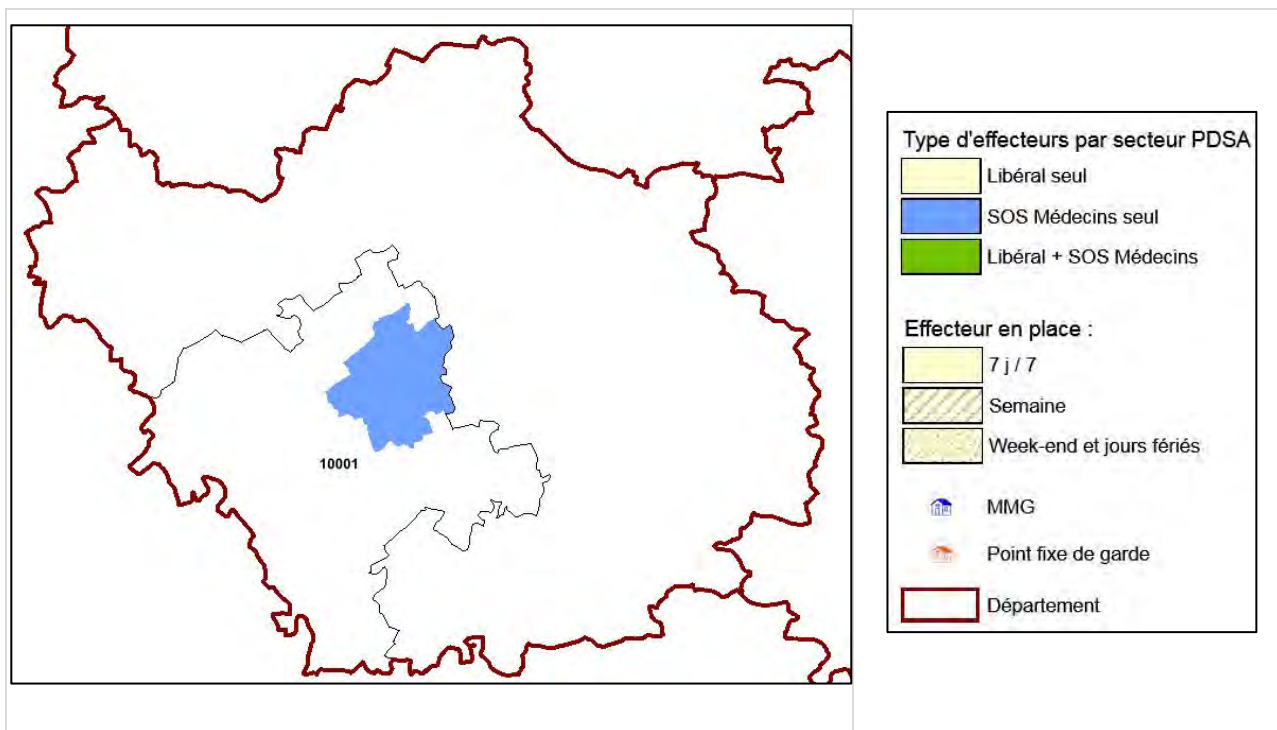 10001
Type d'effecteurs par secteur PDSA
Libéral seul
SOS Médecins seul
Libéral + SOS Médecins
Effecteur en place :
7 j / 7
Semaine
Week-end et jours fériés
MMG
Point fixe de garde
Département